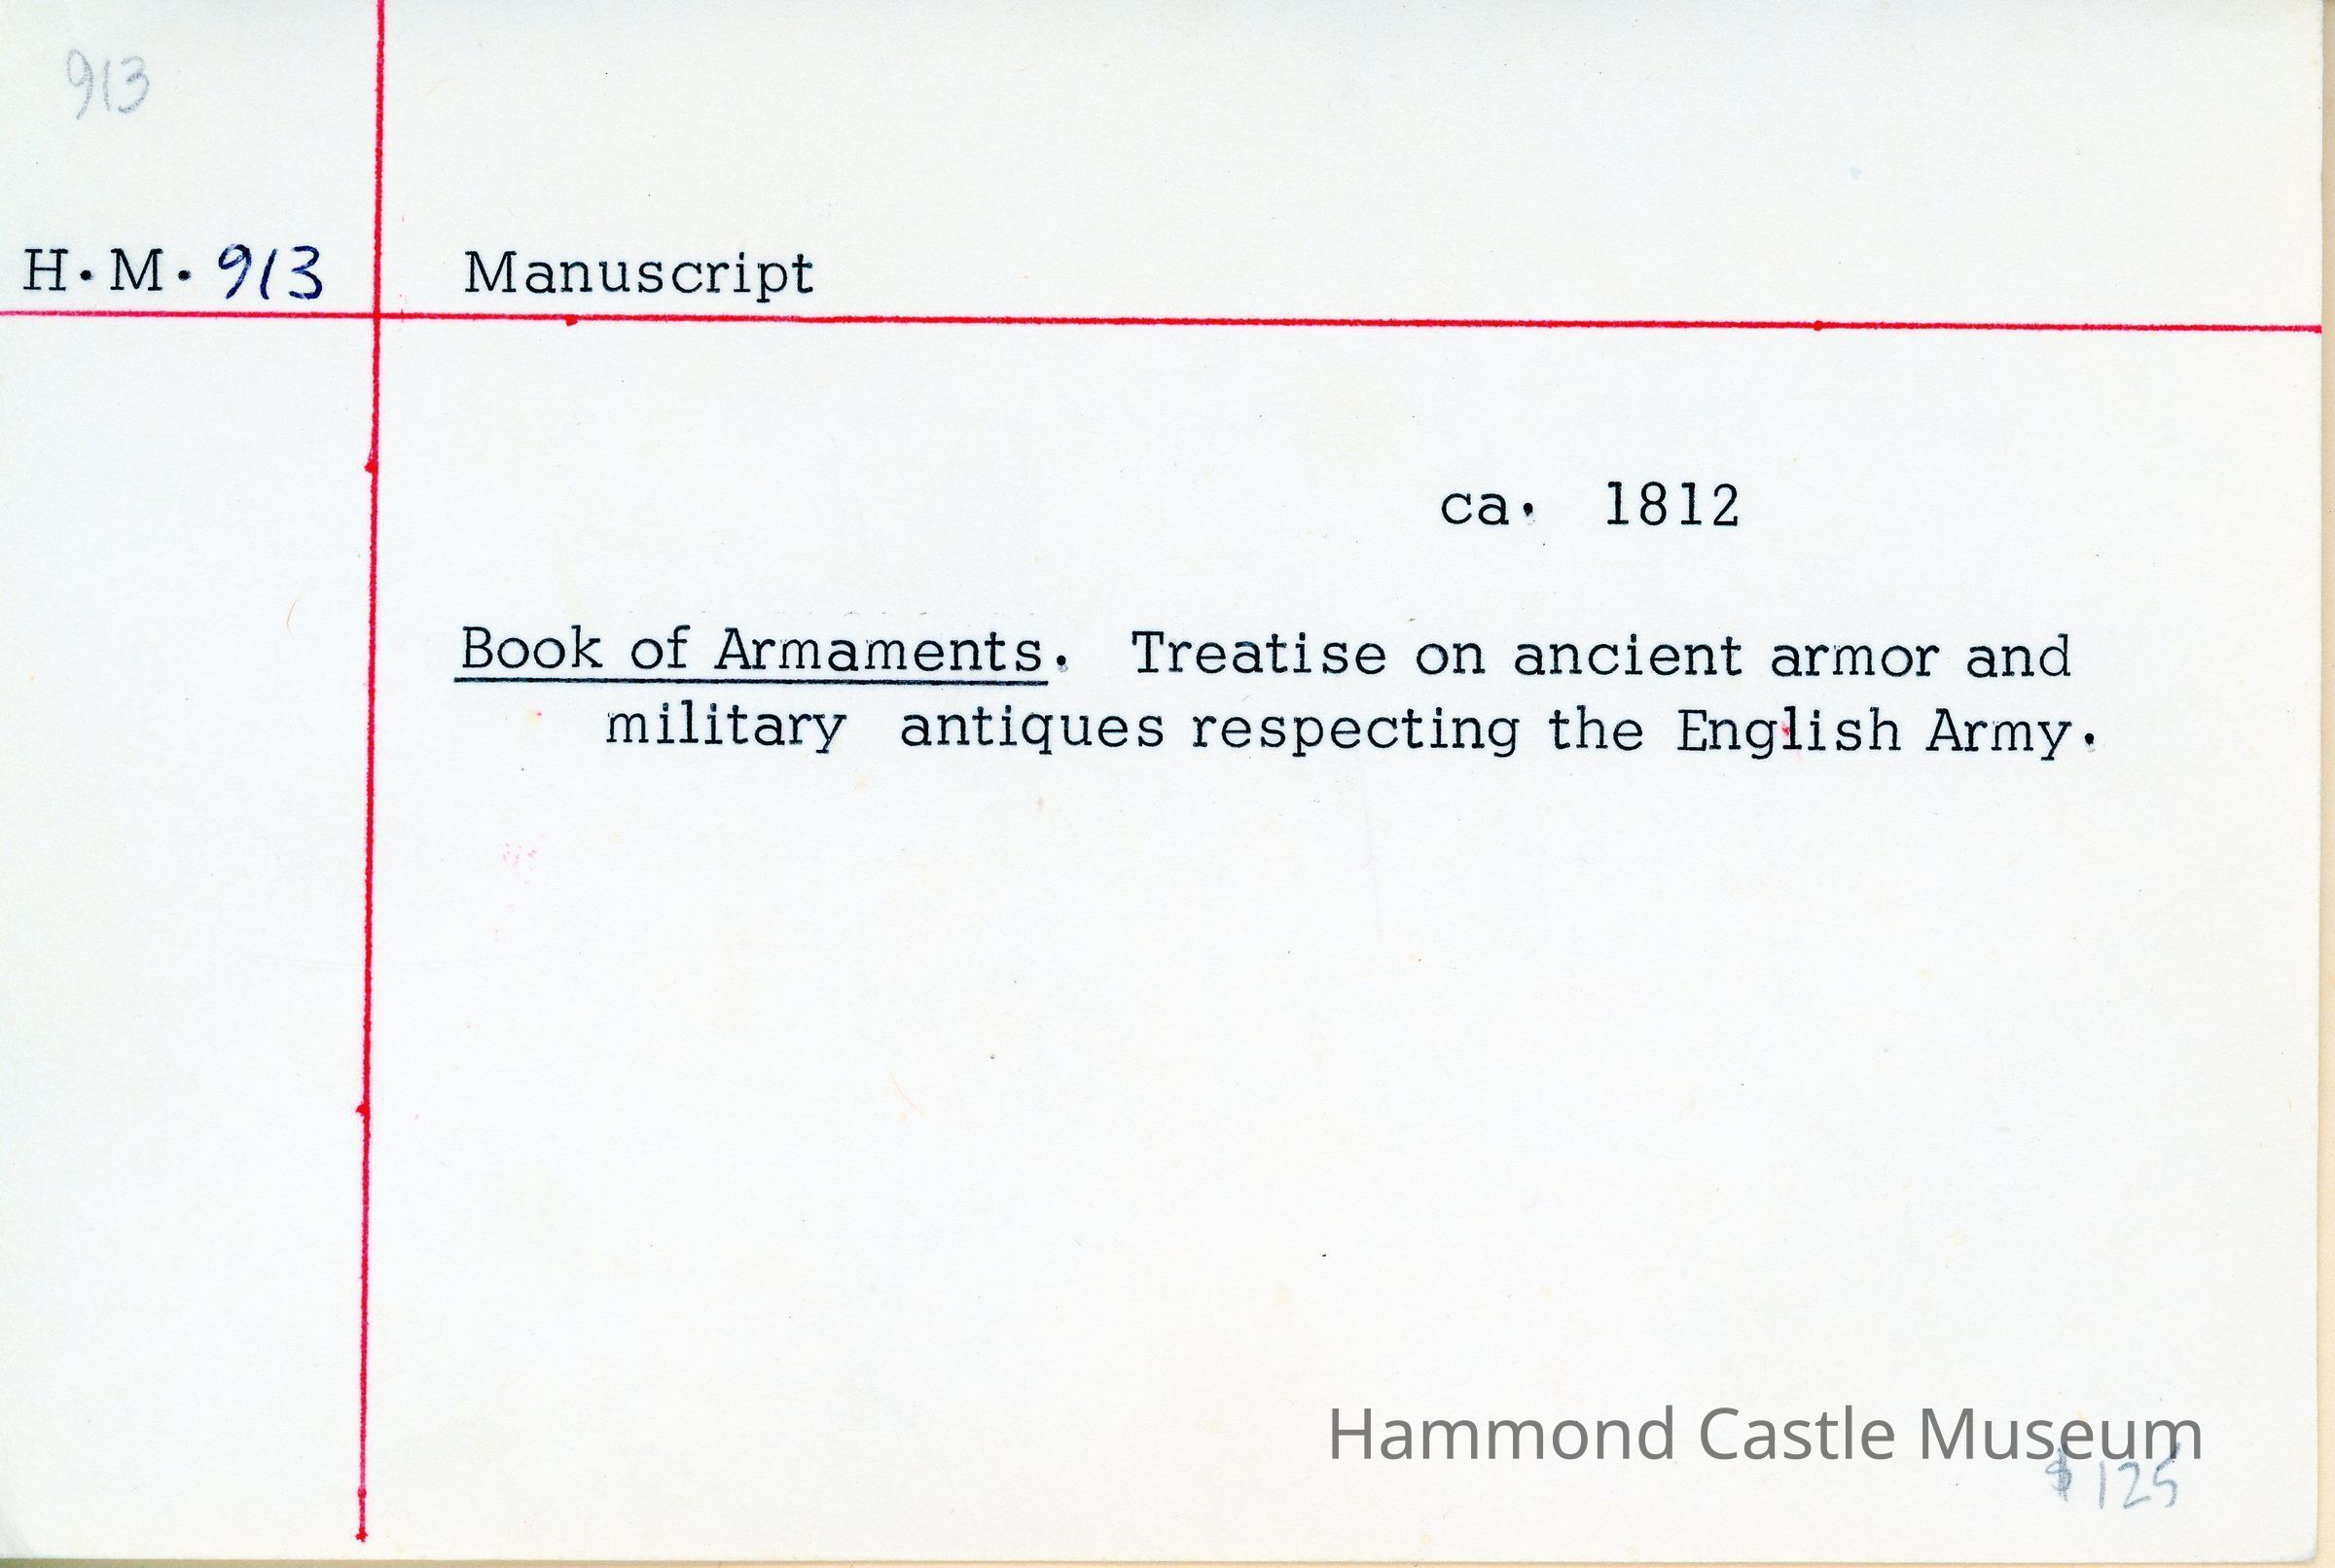 913
H.M. 913 Manuscript
ca. 1812
Book of Armaments. Treatise on ancient armor and
military antiques respecting the English Army.
Hammond Castle Museum
$125